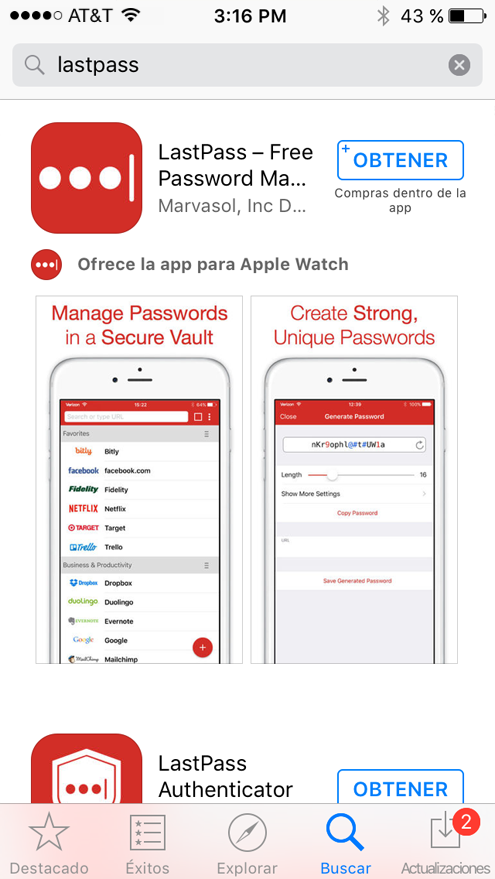 AT&T 3:16 PM 43 %
lastpass
LastPass – Free
Password Ma...
Marvasol, Inc D...
OBTENER
Compras dentro de la
app
Ofrece la app para Apple Watch
Manage Passwords
in a Secure Vault
Verizon 15:22 64%
Search or type URL
Favorites
bitly Bitly
facebook facebook.com
Fidelity Fidelity
NETFLIX Netflix
TARGET Target
Trello Trello
Business & Productivity
Dropbox Dropbox
duolingo Duolingo
EVERNOTE Evernote
Google Google
MailChimp Mailchimp
Create Strong,
Unique Passwords
Verizon 12:39 100%
Close Generate Password
nKr9ophl@#t#UW1a
Length 16
Show More Settings
Copy Password
URL
Save Generated Password
LastPass
Authenticator
OBTENER
2
Destacado Éxitos Explorar Buscar Actualizaciones